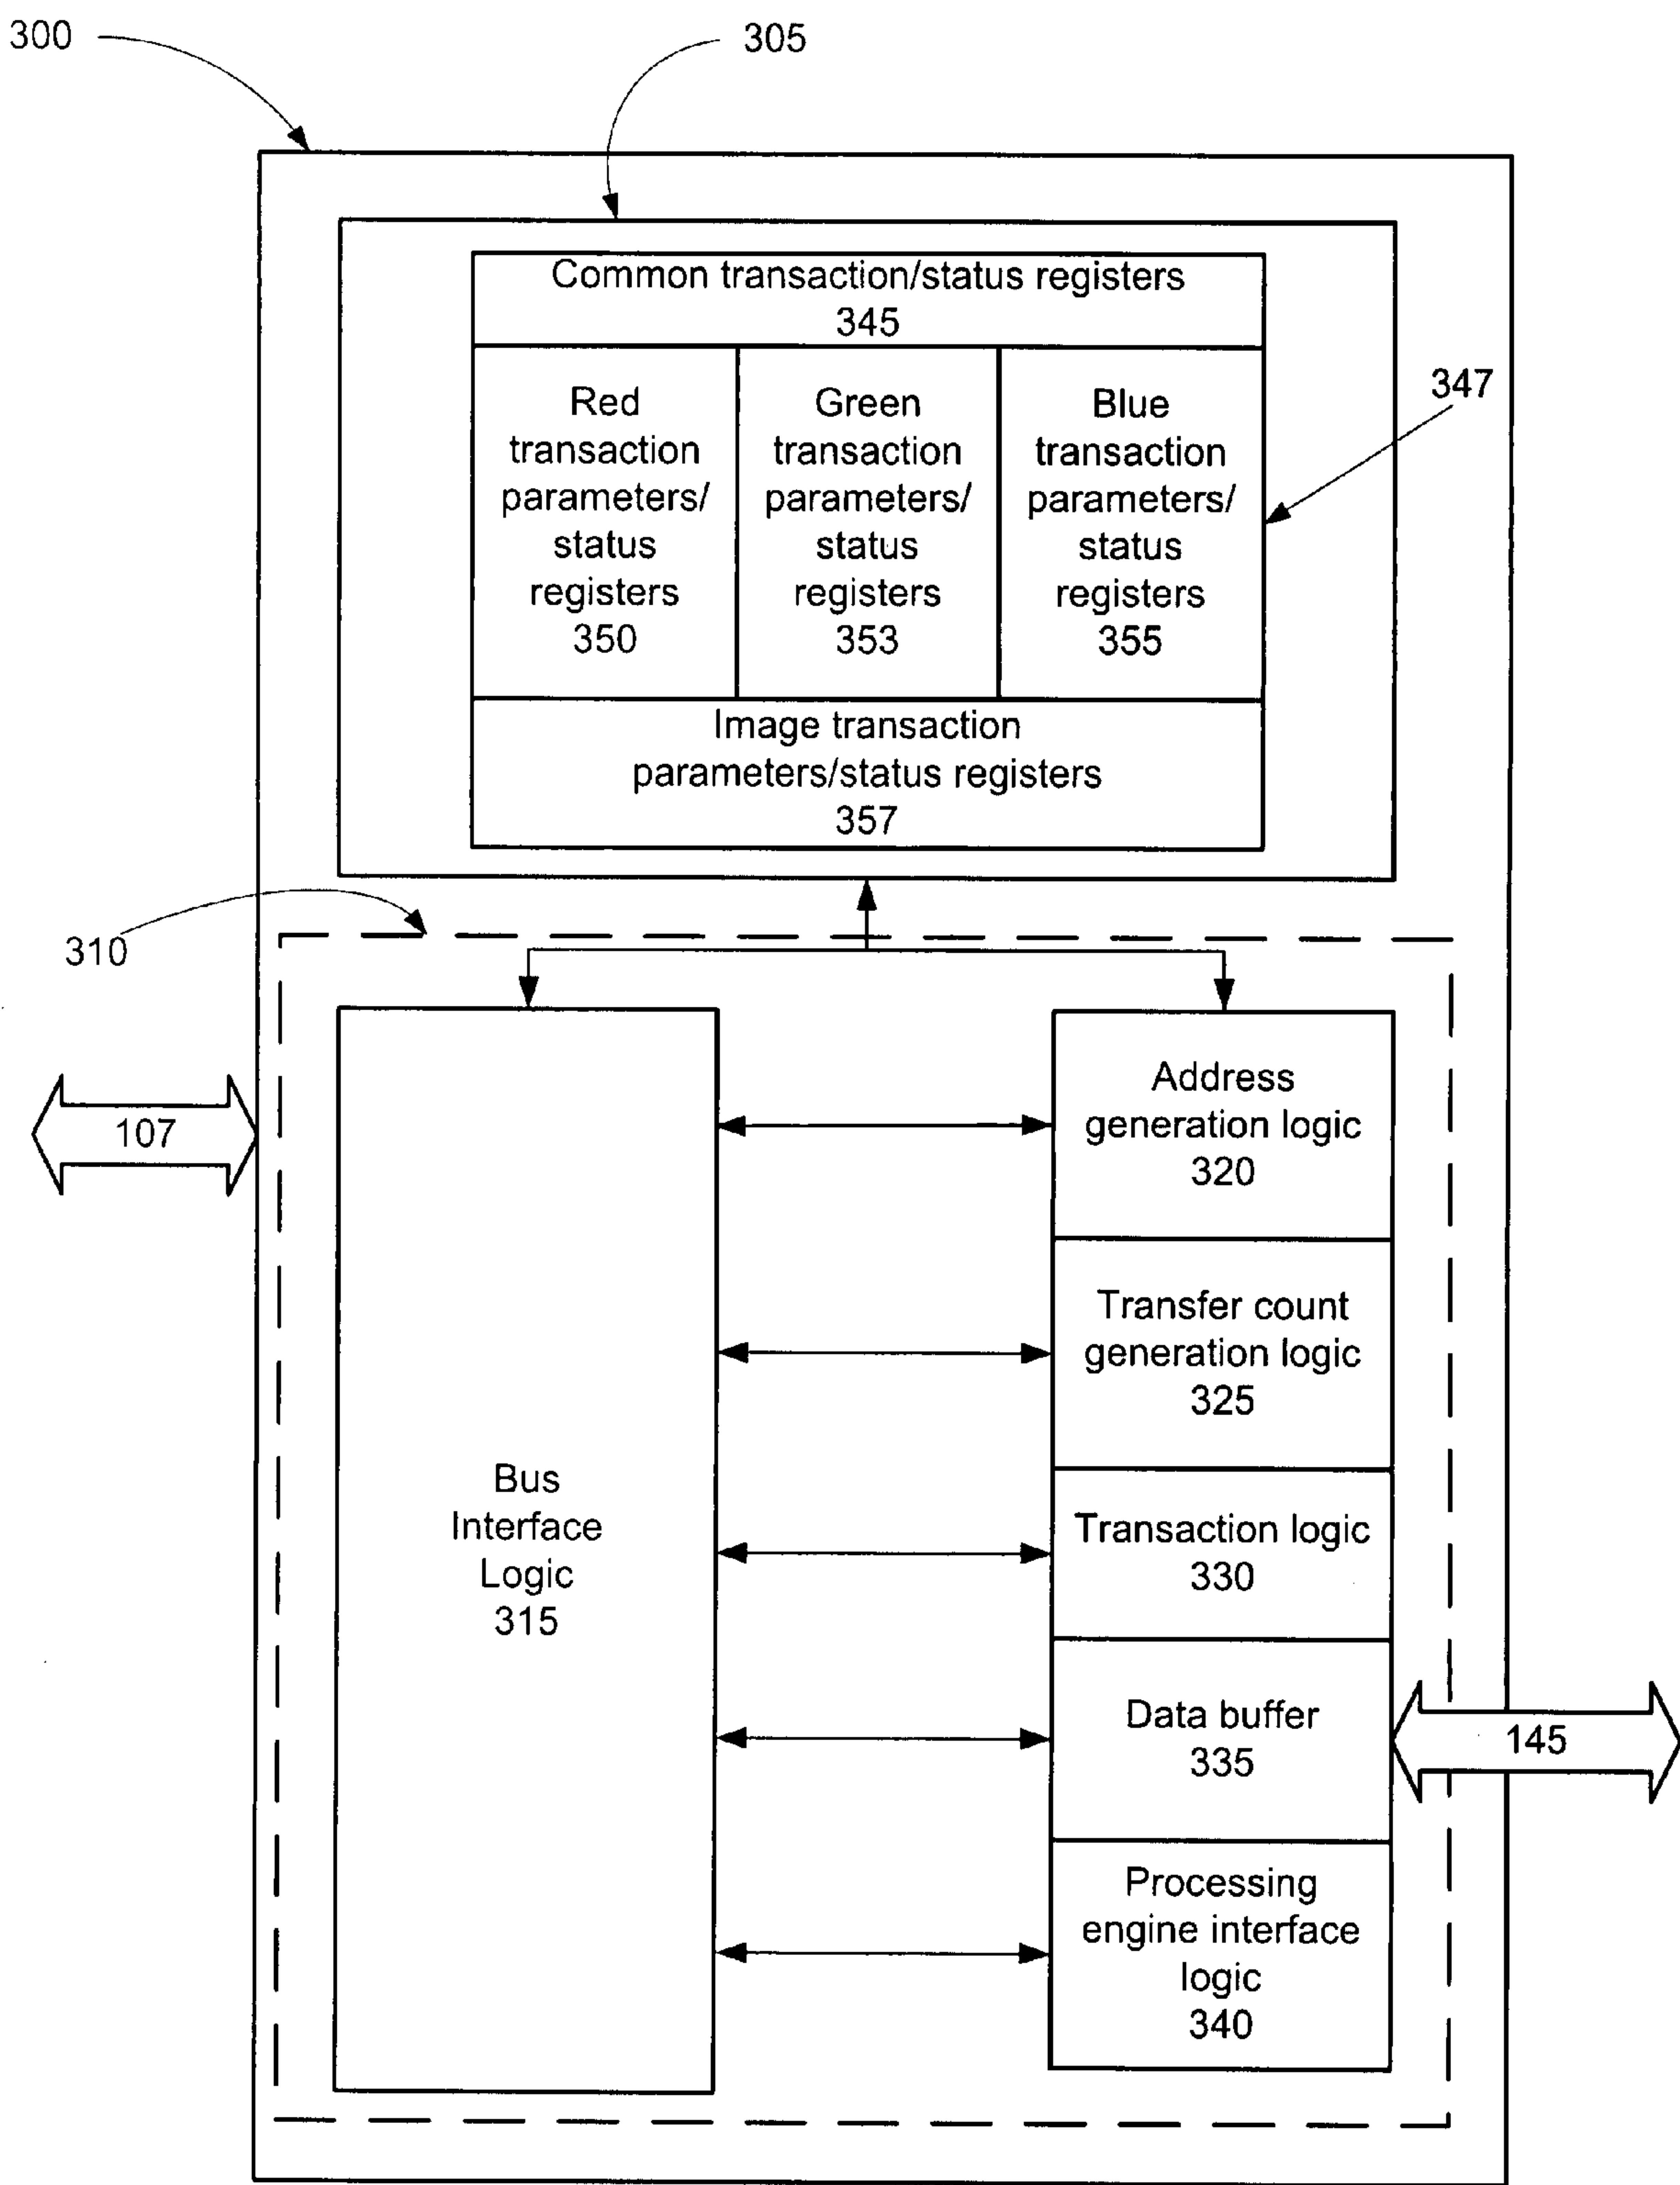 300
305
Common transaction/status registers
345
347
Red
transaction
parameters/
status
registers
350
Green
transaction
parameters/
status
registers
353
Blue
transaction
parameters/
status
registers
355
Image transaction
parameters/status registers
357
310
107
Bus
Interface
Logic
315
Address
generation logic
320
Transfer count
generation logic
325
Transaction logic
330
Data buffer
335
145
Processing
engine interface
logic
340